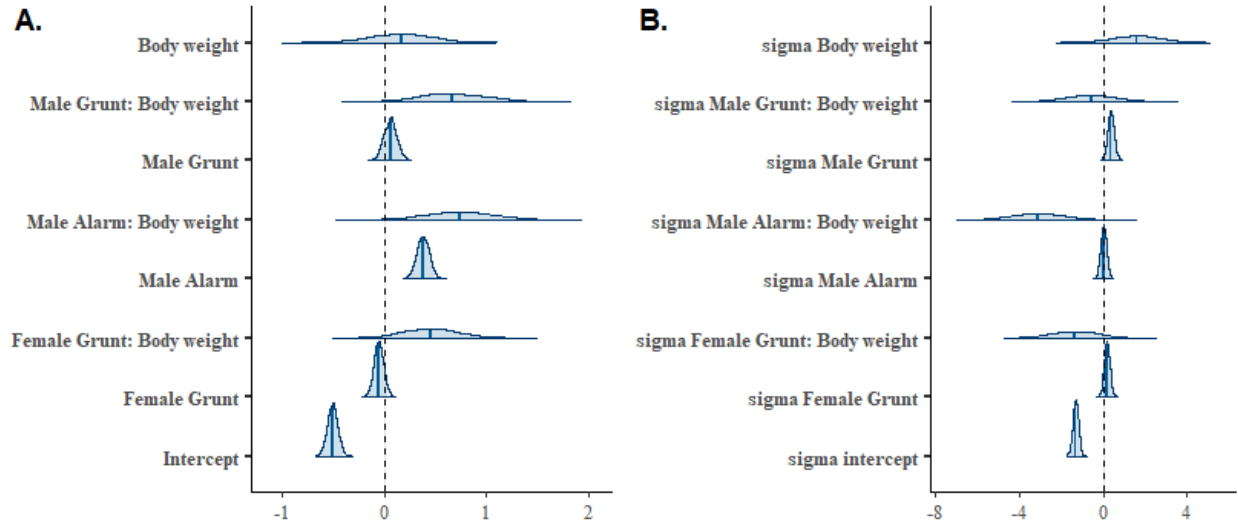 A.
Body weight
Male Grunt: Body weight
Male Grunt
Male Alarm: Body weight
Male Alarm
Female Grunt: Body weight
Female Grunt
Intercept
-1 0 1 2
B.
sigma Body weight
sigma Male Grunt: Body weight
sigma Male Grunt
sigma Male Alarm: Body weight
sigma Male Alarm
sigma Female Grunt: Body weight
sigma Female Grunt
sigma intercept
-8 -4 0 4